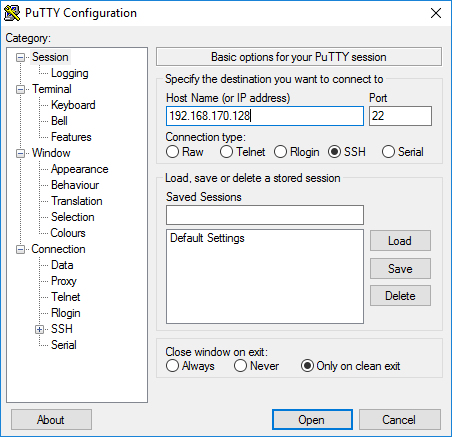 PuTTY Configuration
Category:
Session
Logging
Terminal
Keyboard
Bell
Features
Window
Appearance
Behaviour
Translation
Selection
Colours
Connection
Data
Proxy
Telnet
Rlogin
SSH
Serial
Basic options for your PuTTY session
Specify the destination you want to connect to
Host Name (or IP address) Port
192.168.170.128 22
Connection type:
Raw Telnet Rlogin SSH Serial
Load, save or delete a stored session
Saved Sessions
Default Settings
Load
Save
Delete
Close window on exit:
Always Never Only on clean exit
About Open Cancel